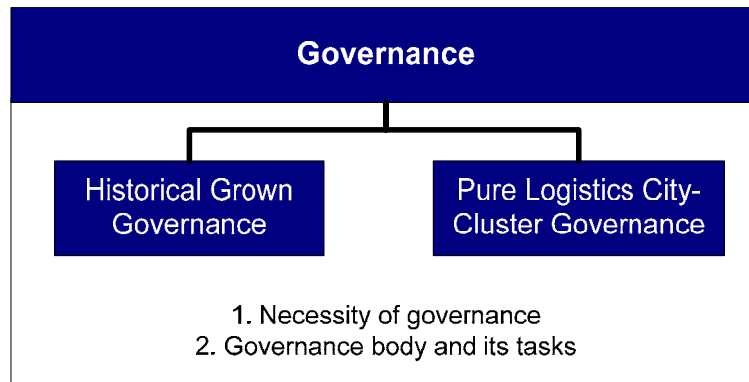 Governance
Historical Grown
Governance
Pure Logistics City-
Cluster Governance
1. Necessity of governance
2. Governance body and its tasks